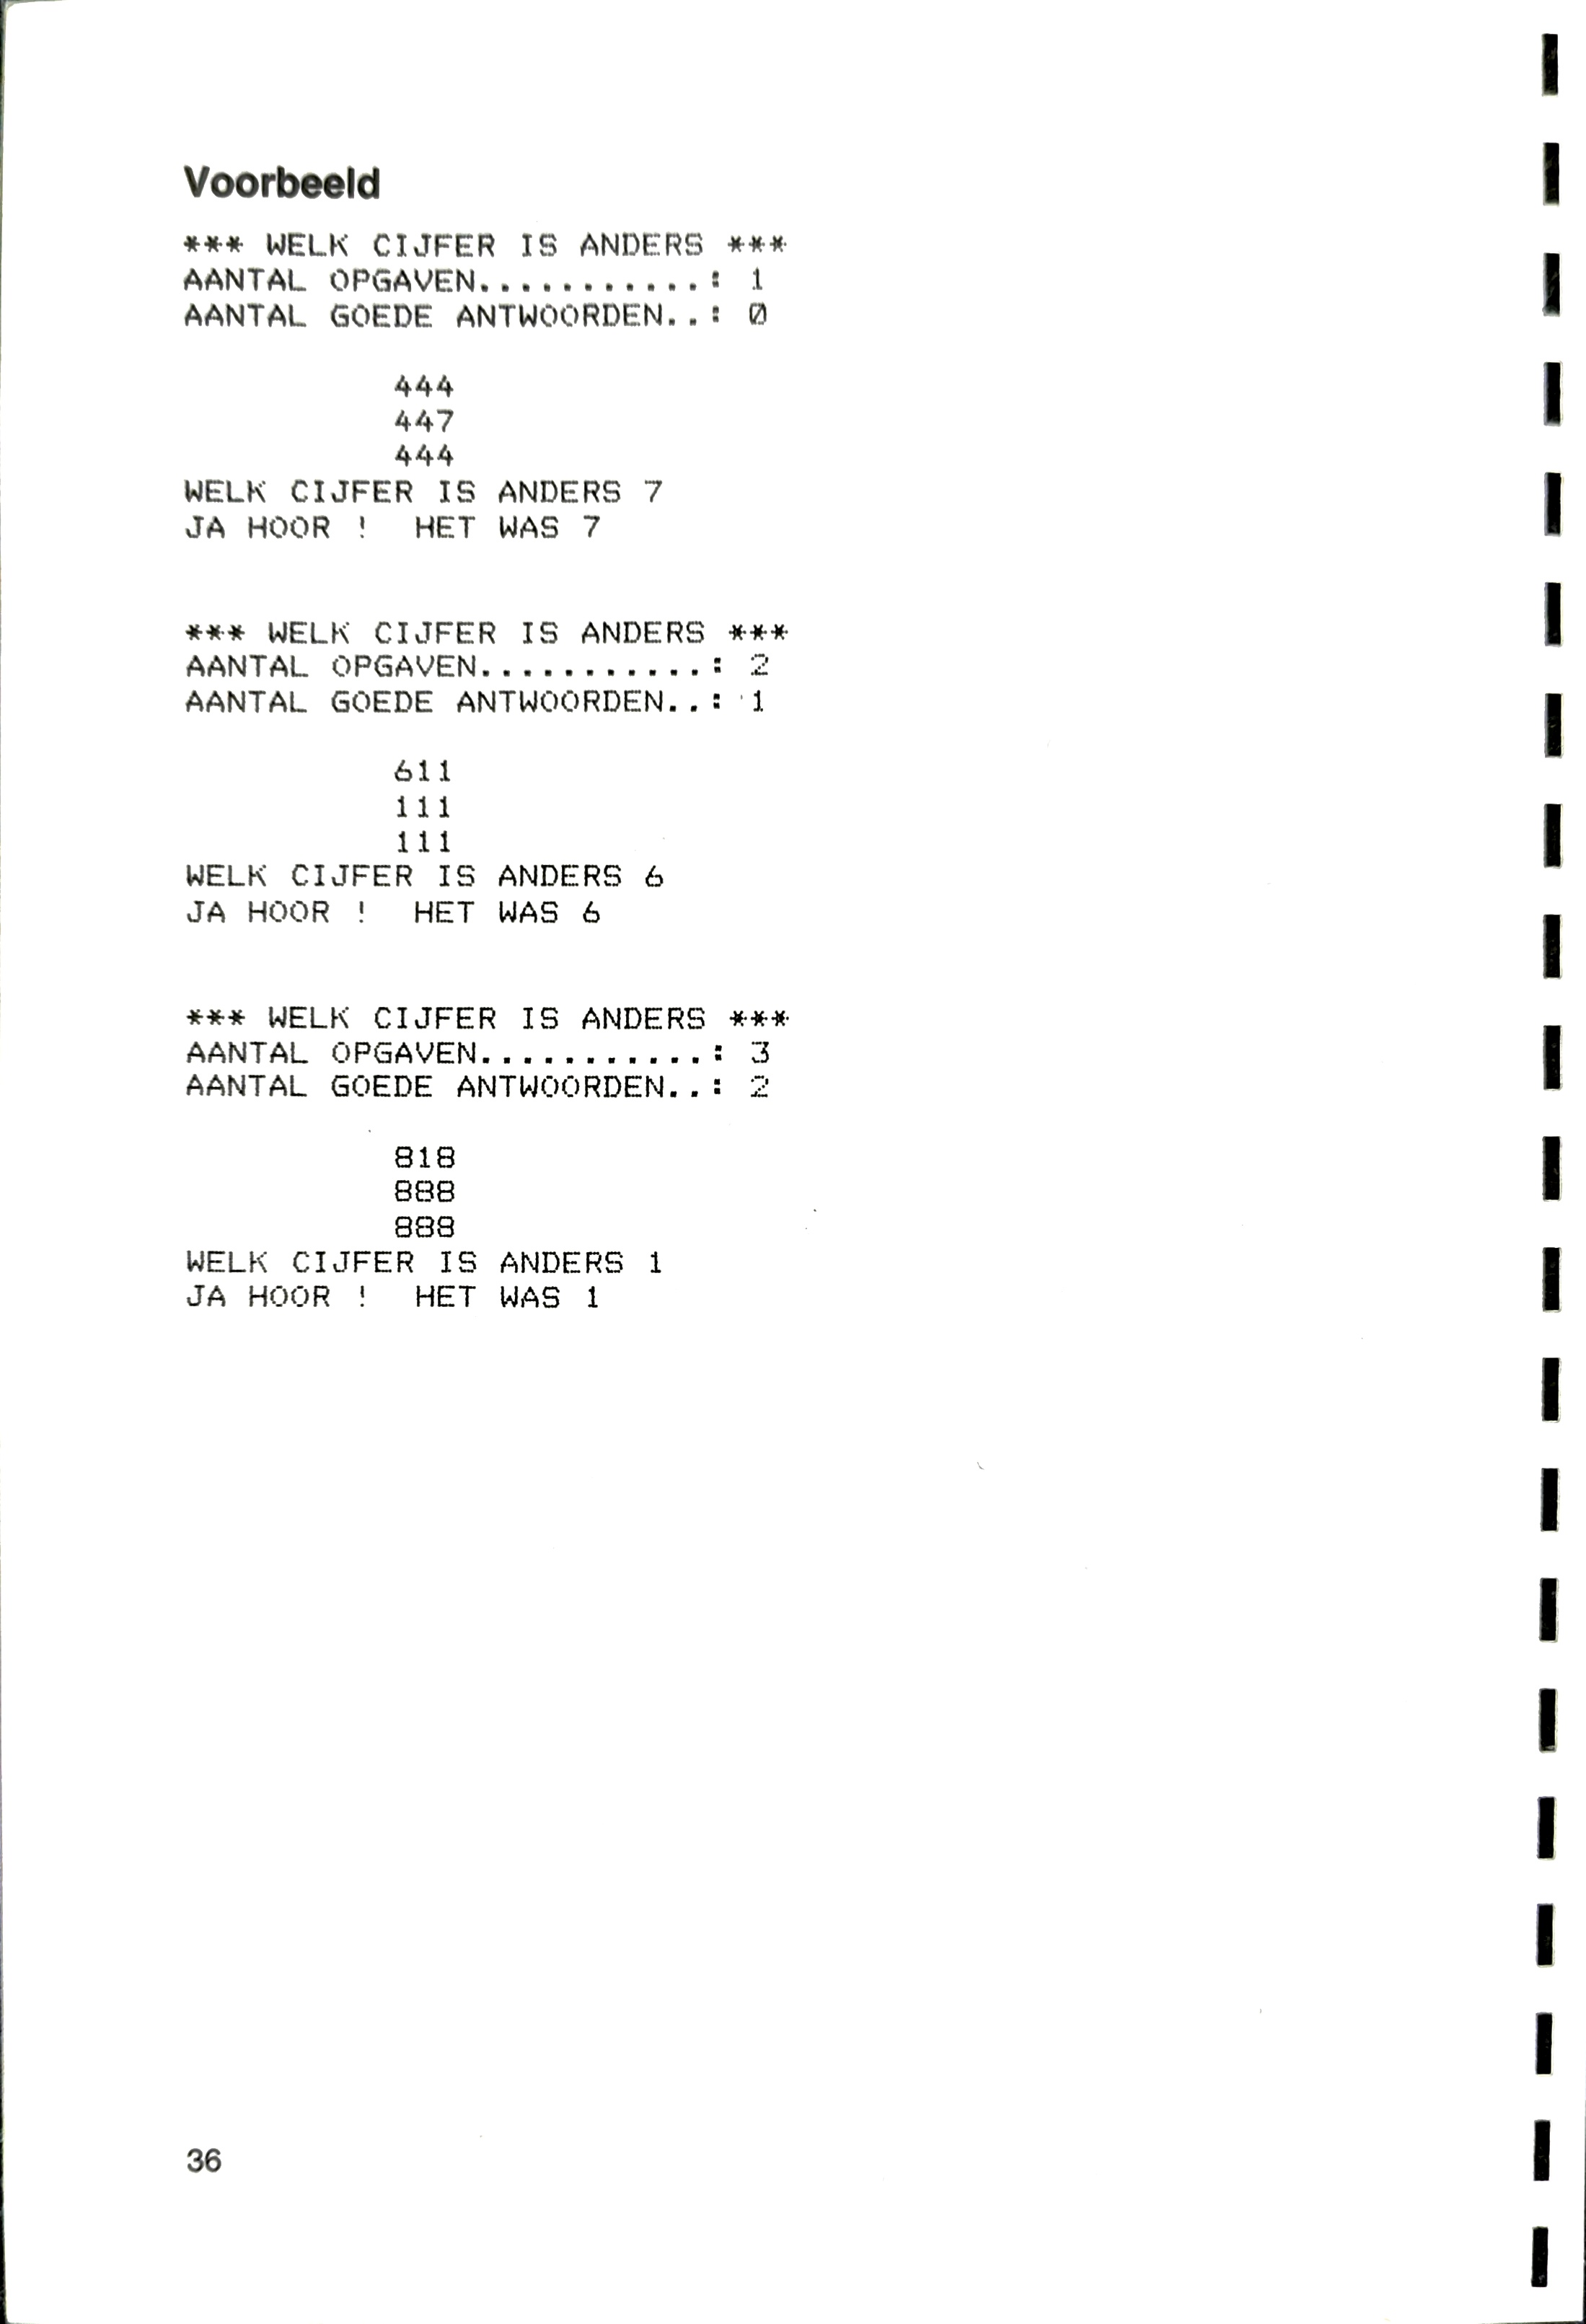 Voorbeeld
*** WELK CIJFER IS ANDERS ***
AANTAL OPGAVEN...........: 1
AANTAL GOEDE ANTWOORDEN..: 0
444
447
444
WELK CIJFER IS ANDERS 7
JA HOOR !  HET WAS 7
*** WELK CIJFER IS ANDERS ***
AANTAL OPGAVEN...........: 2
AANTAL GOEDE ANTWOORDEN..: 1
611
111
111
WELK CIJFER IS ANDERS 6
JA HOOR !  HET WAS 6
*** WELK CIJFER IS ANDERS ***
AANTAL OPGAVEN...........: 3
AANTAL GOEDE ANTWOORDEN..: 2
818
888
888
WELK CIJFER IS ANDERS 1
JA HOOR !  HET WAS 1
36